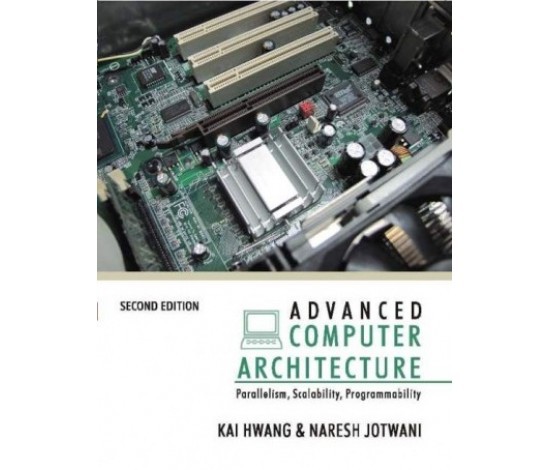 SECOND EDITION
ADVANCED
COMPUTER
ARCHITECTURE
Parallelism, Scalability, Programmability
KAI HWANG & NARESH JOTWANI